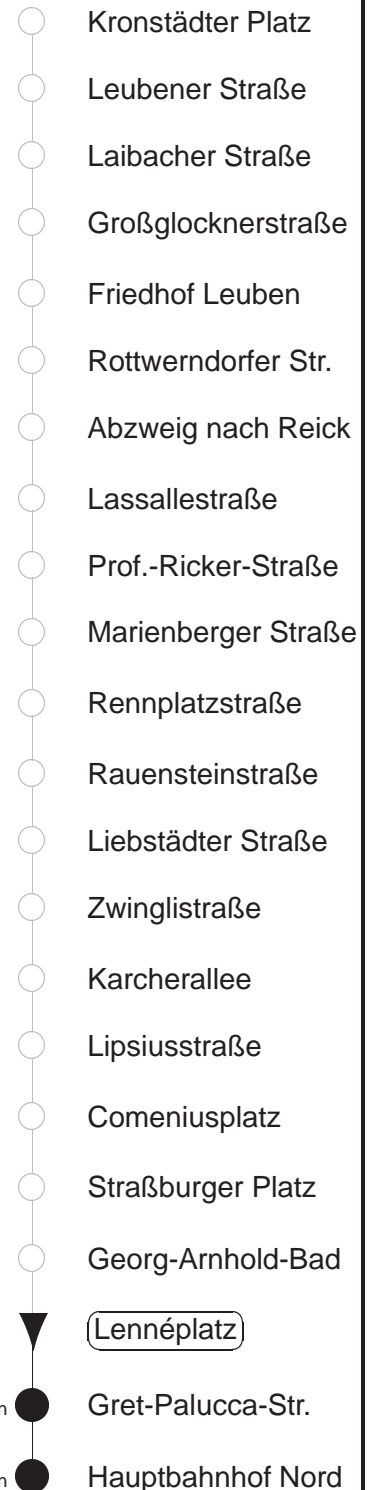 Kronstädter Platz
Leubener Straße
Laibacher Straße
Großglocknerstraße
Friedhof Leuben
Rottwerndorfer Str.
Abzweig nach Reick
Lassallestraße
Prof.-Ricker-Straße
Marienberger Straße
Rennplatzstraße
Rauensteinstraße
Liebstädter Straße
Zwinglistraße
Karcherallee
Lipsiusstraße
Comeniusplatz
Straßburger Platz
Georg-Arnhold-Bad
Lennéplatz
Gret-Palucca-Str.
Hauptbahnhof Nord